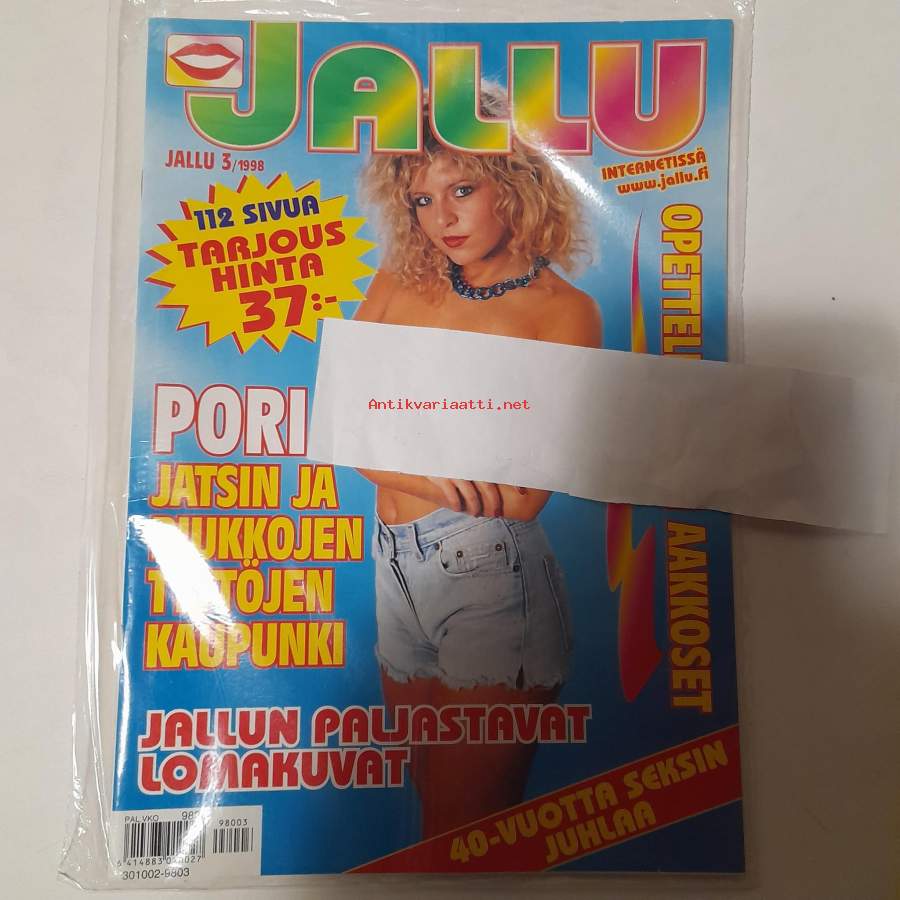 JALLU
JALLU 3/1998
INTERNETISSÄ
www.jallu.fi
112 SIVUA
TARJOUS
HINTA
37:-
AAKKOSET
Antikvariaatti.net
PORI
JATSIN JA
KAUPUNKI
JALLUN PALJASTAVAT
LOMAKUVAT
40-VUOTTA SEKSIN
JUHLAA
PAL.VKO
98003
301002-9803